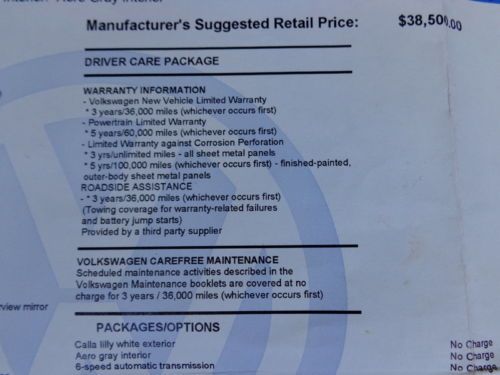 Interior: Aero Gray Interior
Manufacturer's Suggested Retail Price: $38,500.00
DRIVER CARE PACKAGE
WARRANTY INFORMATION
- Volkswagen New Vehicle Limited Warranty
* 3 years/36,000 miles (whichever occurs first)
- Powertrain Limited Warranty
* 5 years/60,000 miles (whichever occurs first)
- Limited Warranty against Corrosion Perforation
* 3 yrs/unlimited miles - all sheet metal panels
* 5 yrs/100,000 miles (whichever occurs first) - finished-painted,
outer-body sheet metal panels
ROADSIDE ASSISTANCE
- * 3 years/36,000 miles (whichever occurs first)
(Towing coverage for warranty-related failures
and battery jump starts)
Provided by a third party supplier
VOLKSWAGEN CAREFREE MAINTENANCE
Scheduled maintenance activities described in the
Volkswagen Maintenance booklets are covered at no
charge for 3 years / 36,000 miles (whichever occurs first)
rview mirror
PACKAGES/OPTIONS
Calla lilly white exterior No Charge
Aero gray interior No Charge
6-speed automatic transmission No Charge